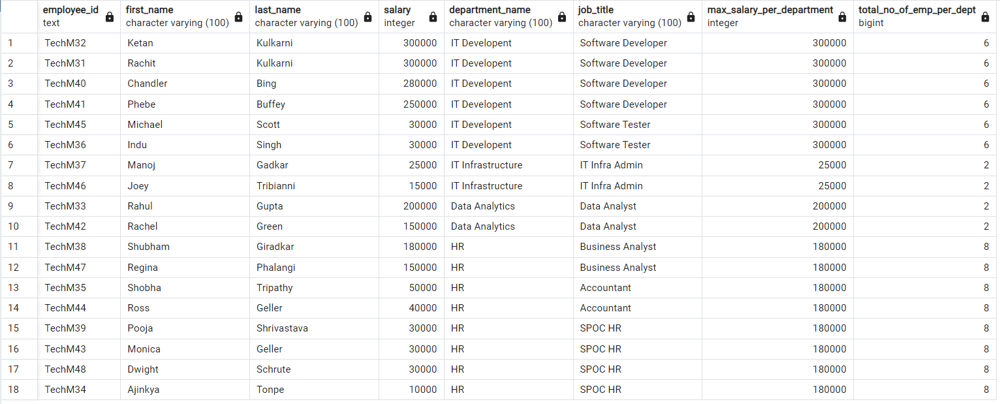 employee_id first_name last_name salary department_name job_title max_salary_per_department total_no_of_emp_per_dept
text character varying (100) character varying (100) integer character varying (100) character varying (100) integer bigint
1 TechM32 Ketan Kulkarni 300000 IT Developent Software Developer 300000 6
2 TechM31 Rachit Kulkarni 300000 IT Developent Software Developer 300000 6
3 TechM40 Chandler Bing 280000 IT Developent Software Developer 300000 6
4 TechM41 Phebe Buffey 250000 IT Developent Software Developer 300000 6
5 TechM45 Michael Scott 30000 IT Developent Software Tester 300000 6
6 TechM36 Indu Singh 30000 IT Developent Software Tester 300000 6
7 TechM37 Manoj Gadkar 25000 IT Infrastructure IT Infra Admin 25000 2
8 TechM46 Joey Tribianni 15000 IT Infrastructure IT Infra Admin 25000 2
9 TechM33 Rahul Gupta 200000 Data Analytics Data Analyst 200000 2
10 TechM42 Rachel Green 150000 Data Analytics Data Analyst 200000 2
11 TechM38 Shubham Giradkar 180000 HR Business Analyst 180000 8
12 TechM47 Regina Phalangi 150000 HR Business Analyst 180000 8
13 TechM35 Shobha Tripathy 50000 HR Accountant 180000 8
14 TechM44 Ross Geller 40000 HR Accountant 180000 8
15 TechM39 Pooja Shrivastava 30000 HR SPOC HR 180000 8
16 TechM43 Monica Geller 30000 HR SPOC HR 180000 8
17 TechM48 Dwight Schrute 30000 HR SPOC HR 180000 8
18 TechM34 Ajinkya Tonpe 10000 HR SPOC HR 180000 8